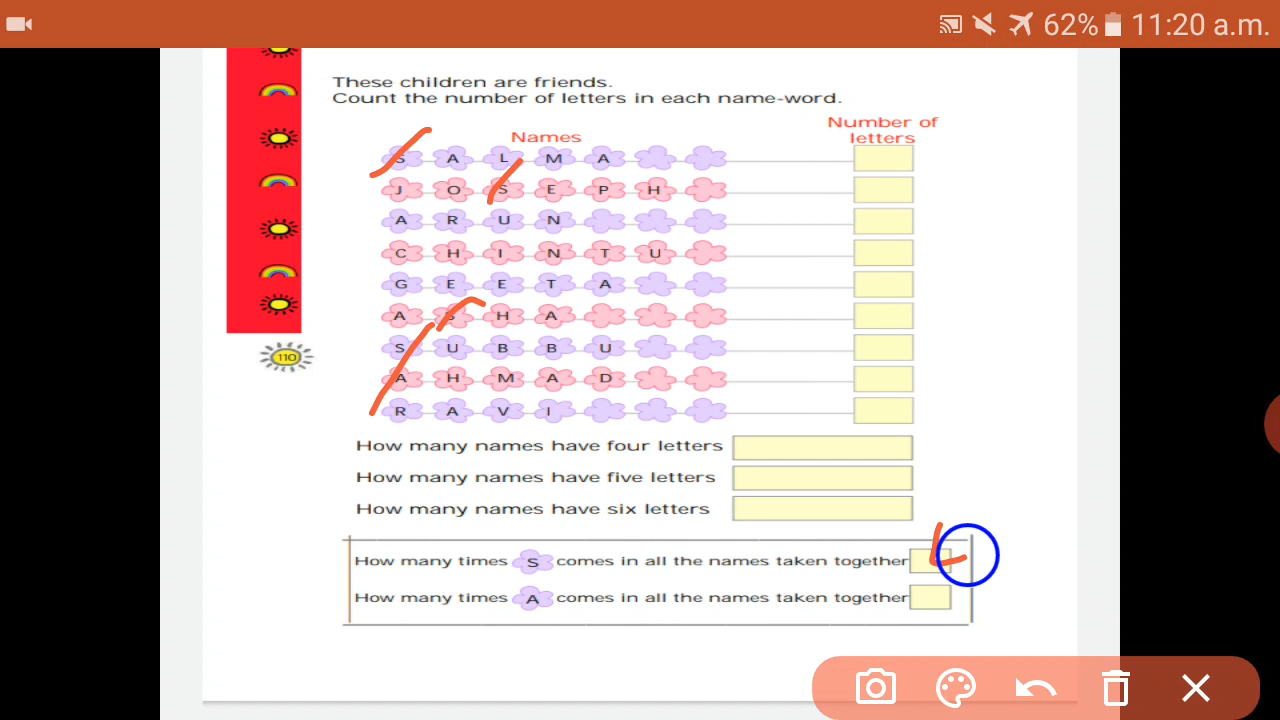 62% 11:20 a.m.
These children are friends.
Count the number of letters in each name-word.
Names
Number of
letters
S A L M A
J O S E P H
A R U N
C H I N T U
G E E T A
A S H A
S U B B U
A H M A D
R A V I
110
How many names have four letters
How many names have five letters
How many names have six letters
How many times S comes in all the names taken together
How many times A comes in all the names taken together